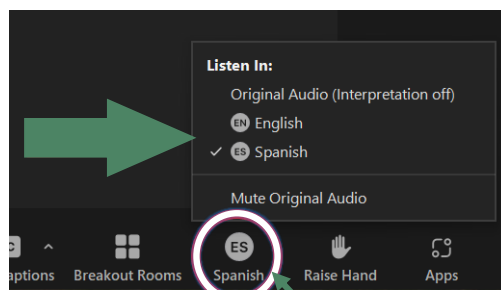 Listen In:
Original Audio (Interpretation off)
EN English
ES Spanish
Mute Original Audio
ES
aptions Breakout Rooms Spanish Raise Hand Apps